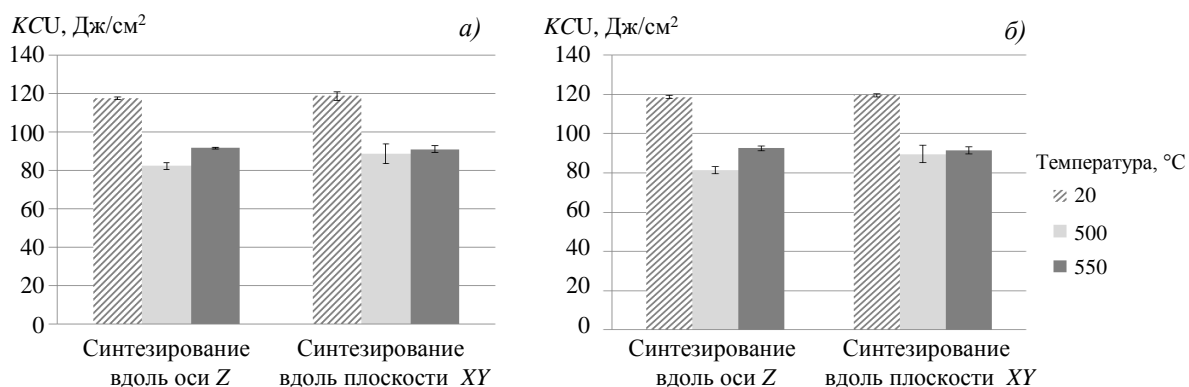 KCU, Дж/см²
а)
140
120
100
80
60
40
20
0
Синтезирование
вдоль оси Z
Синтезирование
вдоль плоскости XY
KCU, Дж/см²
б)
140
120
100
80
60
40
20
0
Синтезирование
вдоль оси Z
Синтезирование
вдоль плоскости XY
Температура, °С
20
500
550